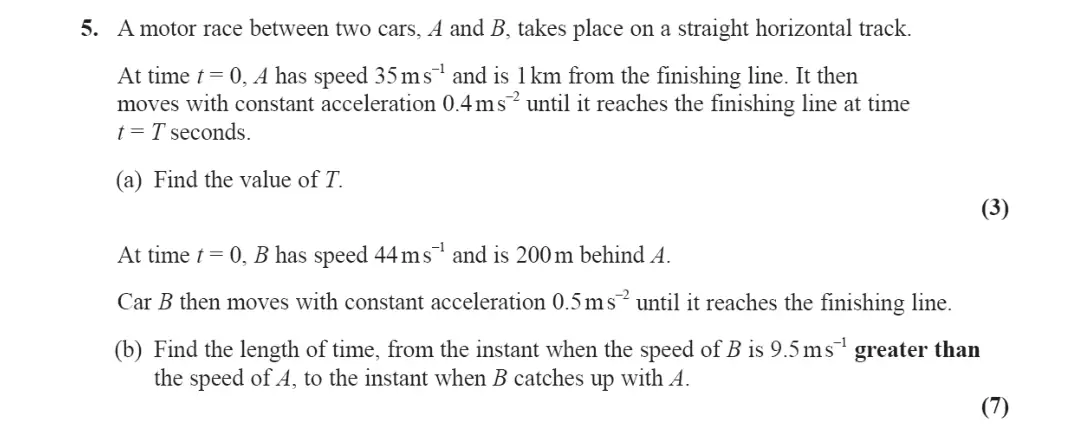 5. A motor race between two cars, A and B, takes place on a straight horizontal track.
At time t = 0, A has speed 35 m s⁻¹ and is 1 km from the finishing line. It then
moves with constant acceleration 0.4 m s⁻² until it reaches the finishing line at time
t = T seconds.
(a) Find the value of T.
(3)
At time t = 0, B has speed 44 m s⁻¹ and is 200 m behind A.
Car B then moves with constant acceleration 0.5 m s⁻² until it reaches the finishing line.
(b) Find the length of time, from the instant when the speed of B is 9.5 m s⁻¹ greater than
the speed of A, to the instant when B catches up with A.
(7)